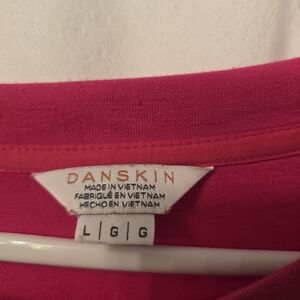 DANSKIN
MADE IN VIETNAM
FABRIQUÉ EN VIETNAM
HECHO EN VIETNAM
L G G